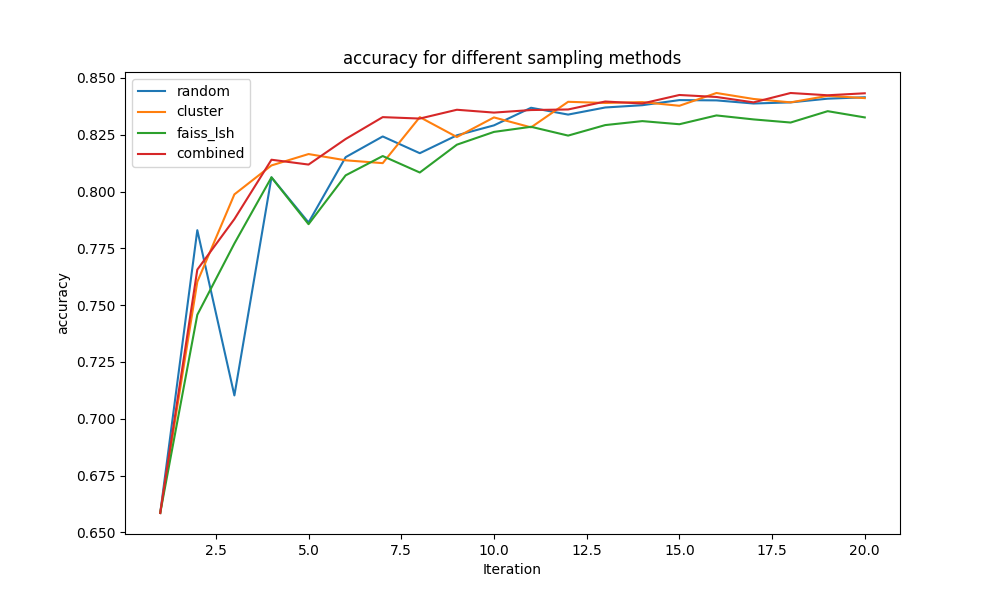 accuracy for different sampling methods
random
cluster
faiss_lsh
combined
accuracy
0.850
0.825
0.800
0.775
0.750
0.725
0.700
0.675
0.650
2.5 5.0 7.5 10.0 12.5 15.0 17.5 20.0
Iteration